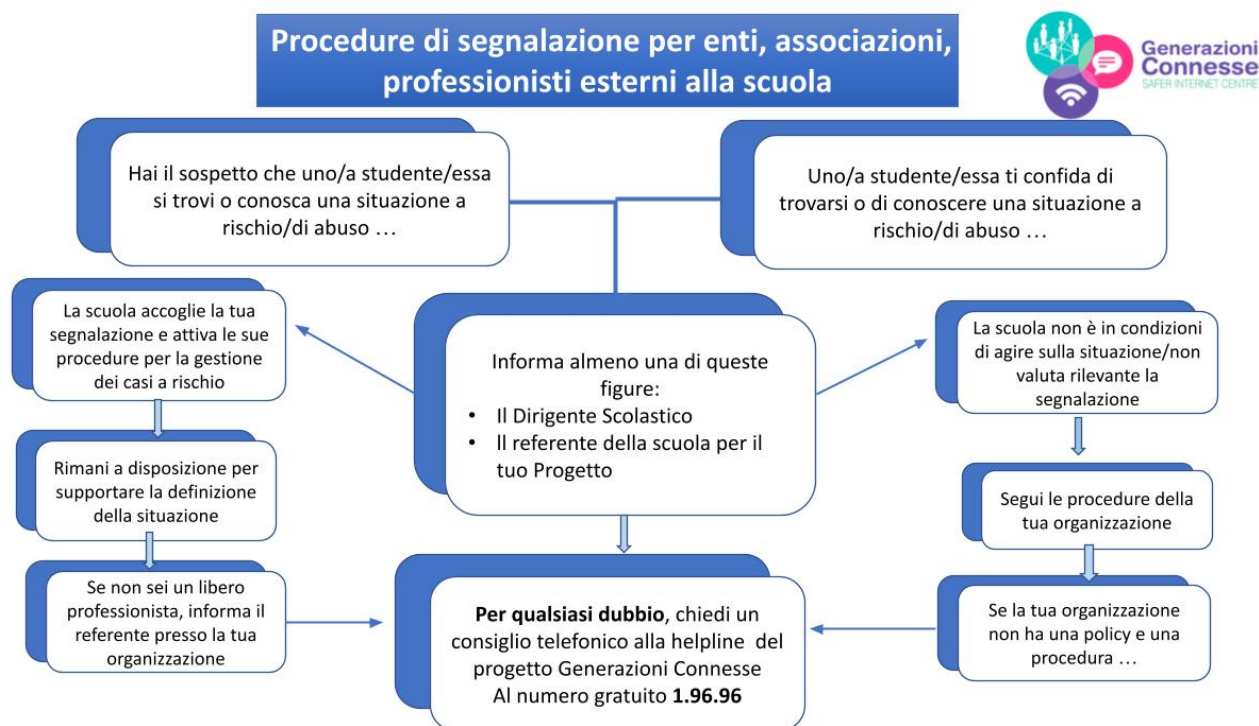 Procedure di segnalazione per enti, associazioni,
professionisti esterni alla scuola
Generazioni
Connesse
SAFER INTERNET CENTRE
Hai il sospetto che uno/a studente/essa
si trovi o conosca una situazione a
rischio/di abuso …
Uno/a studente/essa ti confida di
trovarsi o di conoscere una situazione a
rischio/di abuso …
La scuola accoglie la tua
segnalazione e attiva le sue
procedure per la gestione
dei casi a rischio
Informa almeno una di queste
figure:
• Il Dirigente Scolastico
• Il referente della scuola per il
tuo Progetto
La scuola non è in condizioni
di agire sulla situazione/non
valuta rilevante la
segnalazione
Rimani a disposizione per
supportare la definizione
della situazione
Segui le procedure della
tua organizzazione
Se non sei un libero
professionista, informa il
referente presso la tua
organizzazione
Per qualsiasi dubbio, chiedi un
consiglio telefonico alla helpline del
progetto Generazioni Connesse
Al numero gratuito 1.96.96
Se la tua organizzazione
non ha una policy e una
procedura …